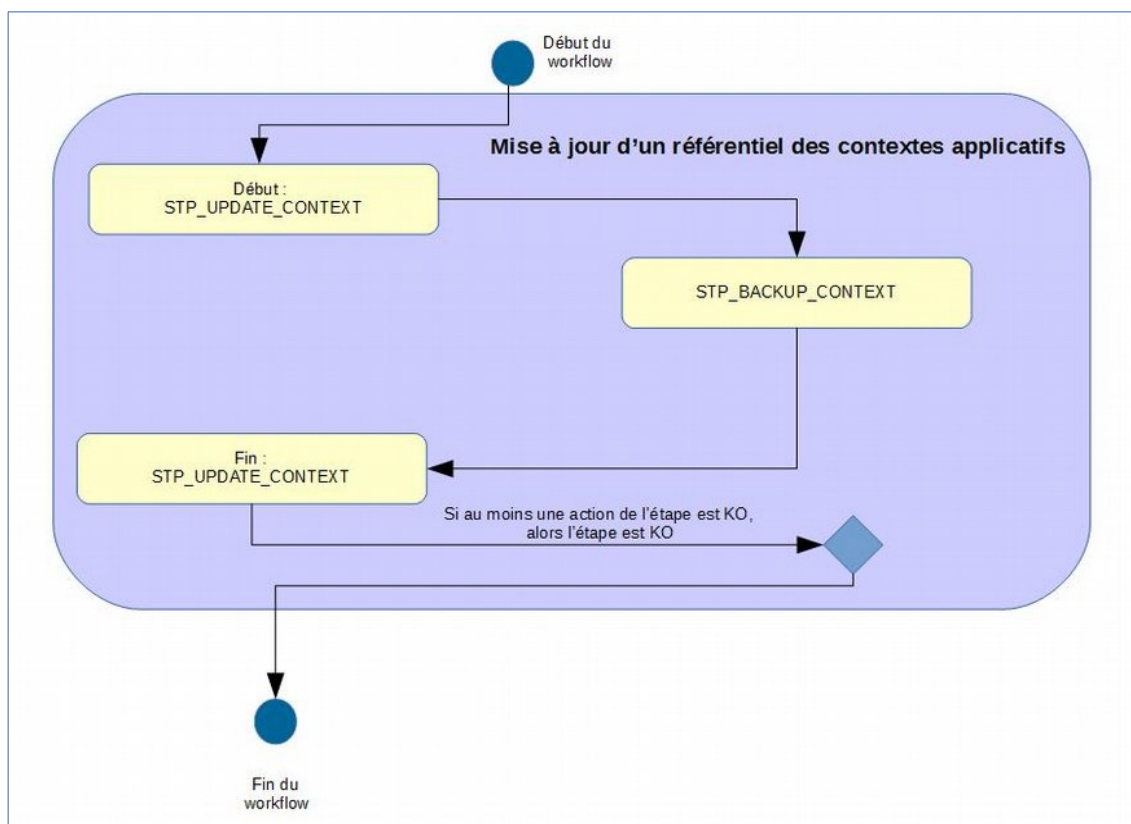 Début du
workflow
Mise à jour d'un référentiel des contextes applicatifs
Début :
STP_UPDATE_CONTEXT
STP_BACKUP_CONTEXT
Fin :
STP_UPDATE_CONTEXT
Si au moins une action de l'étape est KO,
alors l'étape est KO
Fin du
workflow